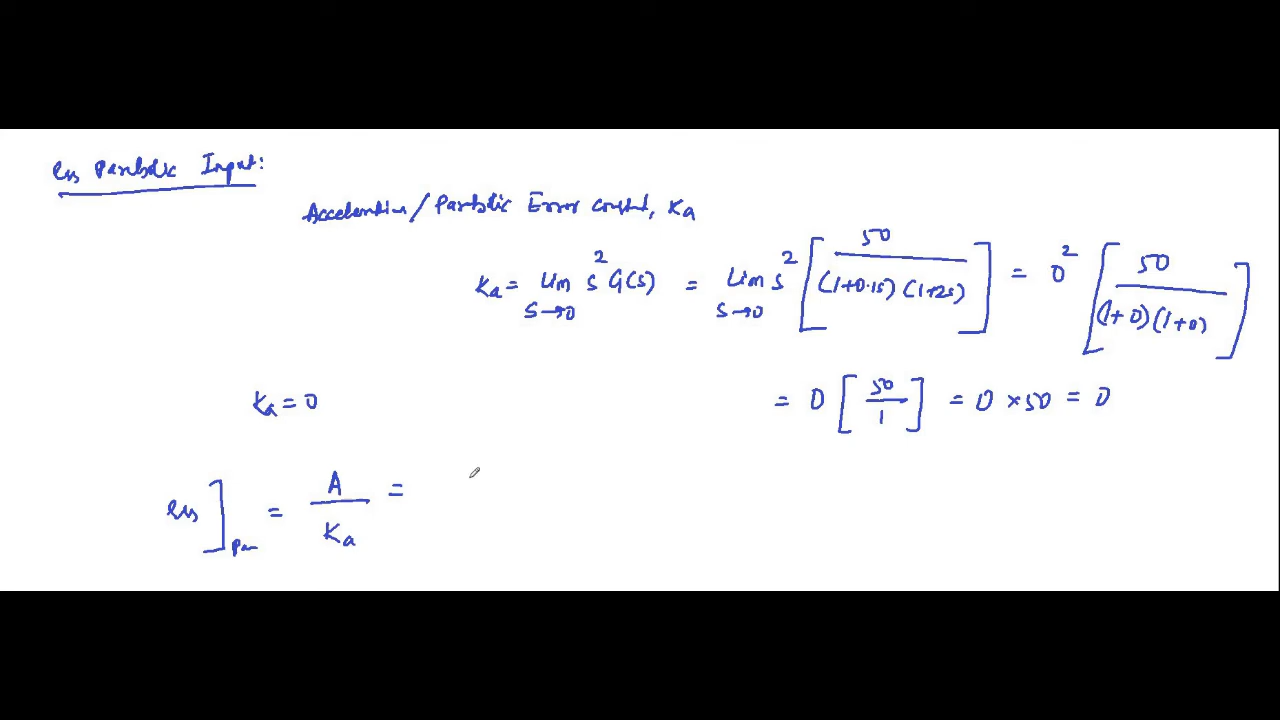 ess Parabolic Input:
Acceleration/Parabolic Error constant, Ka
Ka = Lim s→0 s² G(s) = Lim s→0 s² [ 50 / (1+0.1s)(1+2s) ] = 0² [ 50 / (1+0)(1+0) ]
Ka = 0
= 0 [ 50 / 1 ] = 0 × 50 = 0
ess ]par = A / Ka =